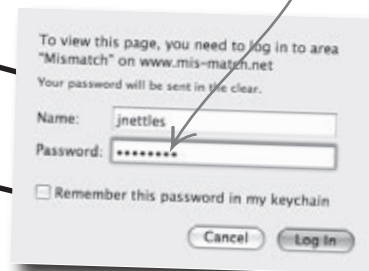 To view this page, you need to log in to area
"Mismatch" on www.mis-match.net
Your password will be sent in the clear.
Name: jnettles
Password: ••••••••
Remember this password in my keychain
Cancel Log In